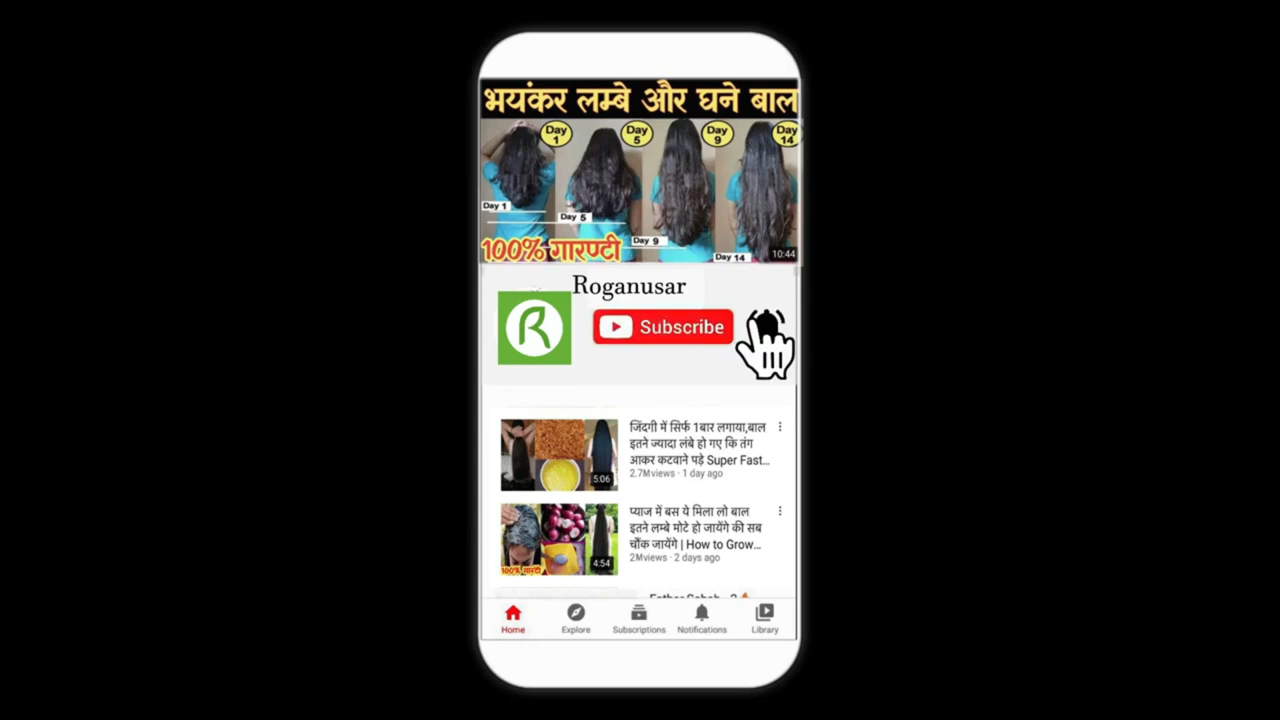 भयंकर लम्बे और घने बाल
Day 1
Day 5
Day 9
Day 14
Day 1
Day 5
Day 9
Day 14
100% गारण्टी
10:44
Roganusar
Subscribe
जिंदगी में सिर्फ 1बार लगाया,बाल
इतने ज्यादा लंबे हो गए कि तंग
आकर कटवाने पड़े Super Fast...
2.7Mviews · 1 day ago
5:06
प्याज में बस ये मिला लो बाल
इतने लम्बे मोटे हो जायेंगे की सब
चौंक जायेंगे | How to Grow...
2Mviews · 2 days ago
100% गारंटी
4:54
Home Explore Subscriptions Notifications Library